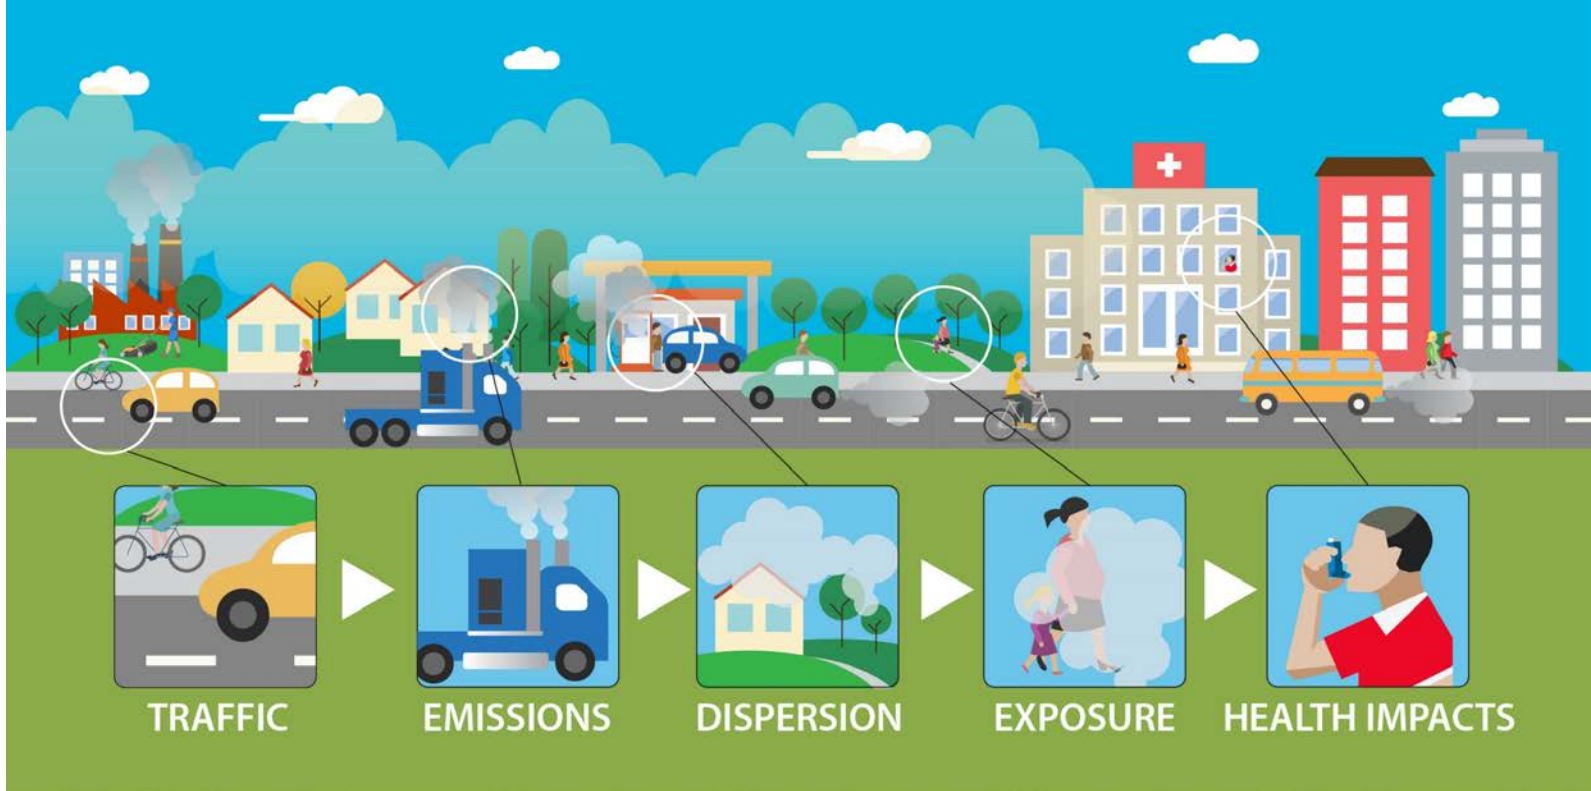 TRAFFIC
EMISSIONS
DISPERSION
EXPOSURE
HEALTH IMPACTS